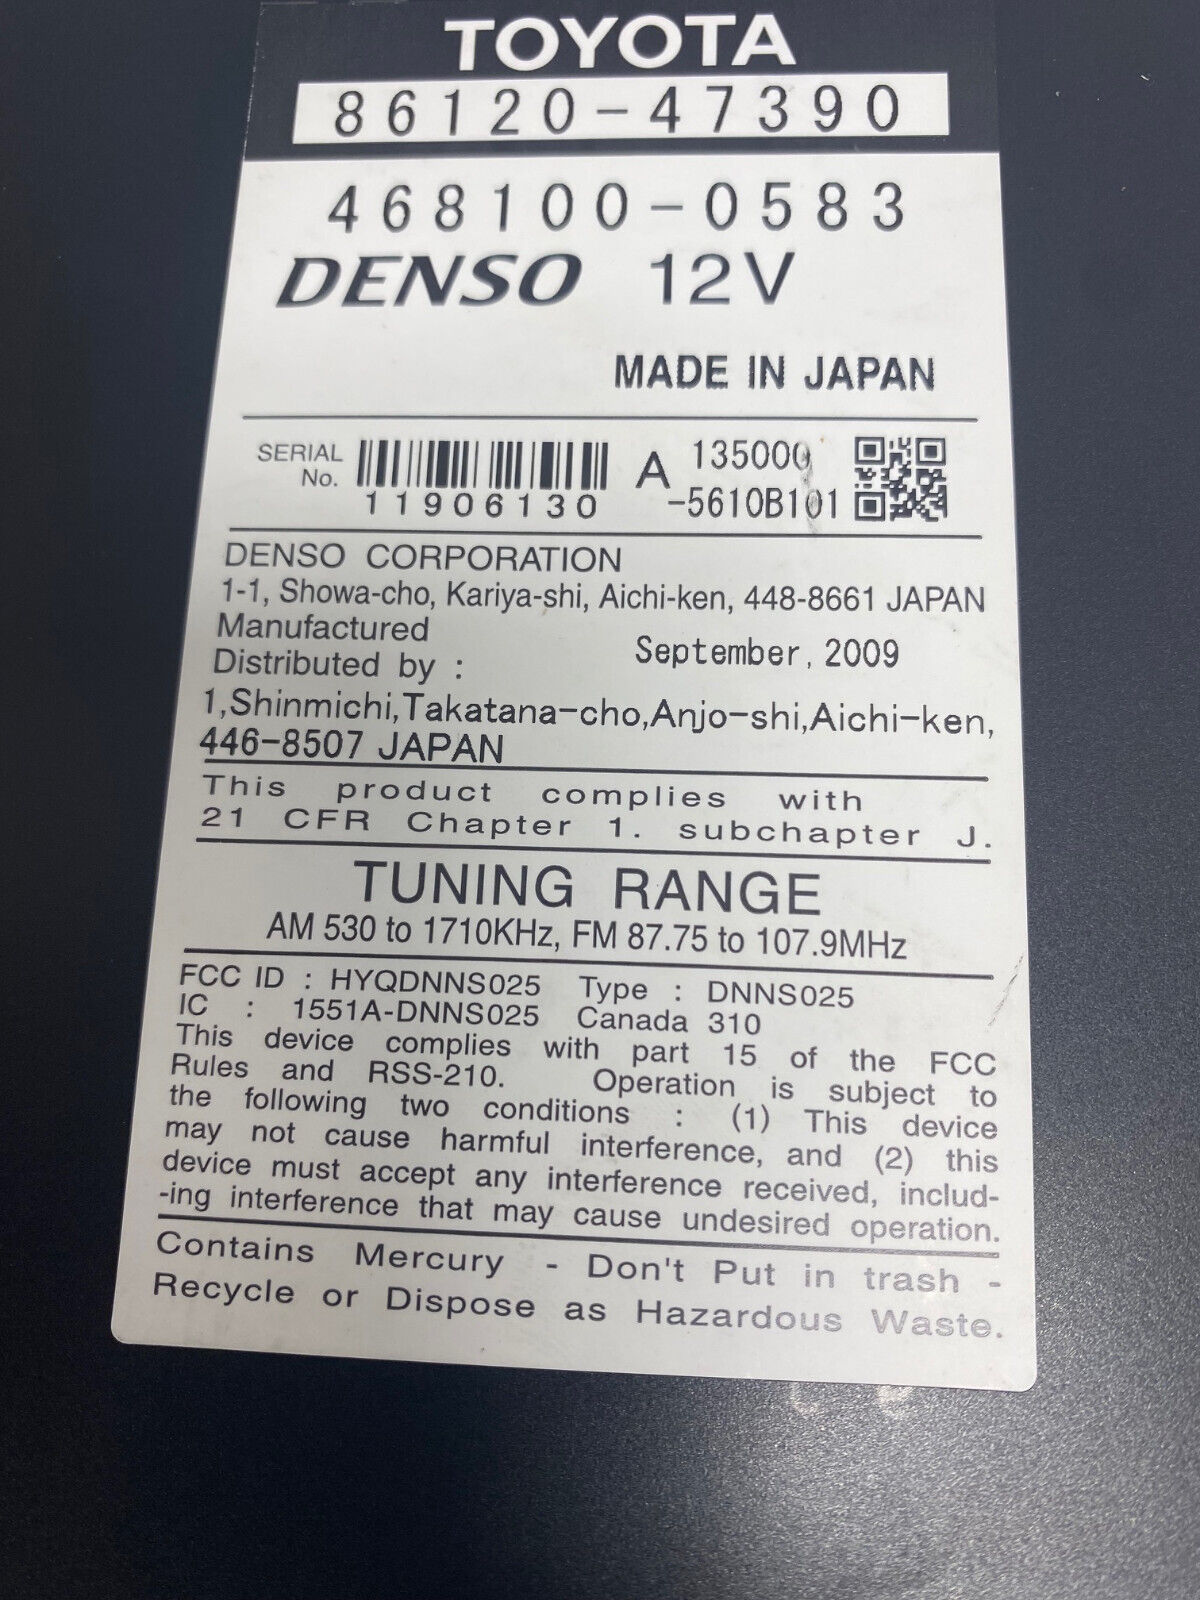 TOYOTA
86120-47390
468100-0583
DENSO 12V
MADE IN JAPAN
SERIAL No. 11906130 A 135000 -5610B101
DENSO CORPORATION
1-1, Showa-cho, Kariya-shi, Aichi-ken, 448-8661 JAPAN
Manufactured September, 2009
Distributed by :
1,Shinmichi,Takatana-cho,Anjo-shi,Aichi-ken,
446-8507 JAPAN
This product complies with
21 CFR Chapter 1. subchapter J.
TUNING RANGE
AM 530 to 1710KHz, FM 87.75 to 107.9MHz
FCC ID : HYQDNNS025 Type : DNNS025
IC : 1551A-DNNS025 Canada 310
This device complies with part 15 of the FCC
Rules and RSS-210. Operation is subject to
the following two conditions : (1) This device
may not cause harmful interference, and (2) this
device must accept any interference received, includ-
-ing interference that may cause undesired operation.
Contains Mercury - Don't Put in trash -
Recycle or Dispose as Hazardous Waste.